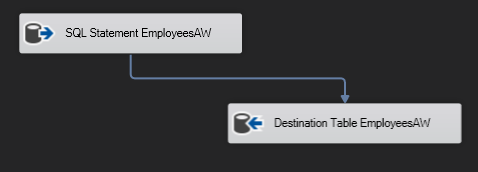 SQL Statement EmployeesAW
Destination Table EmployeesAW